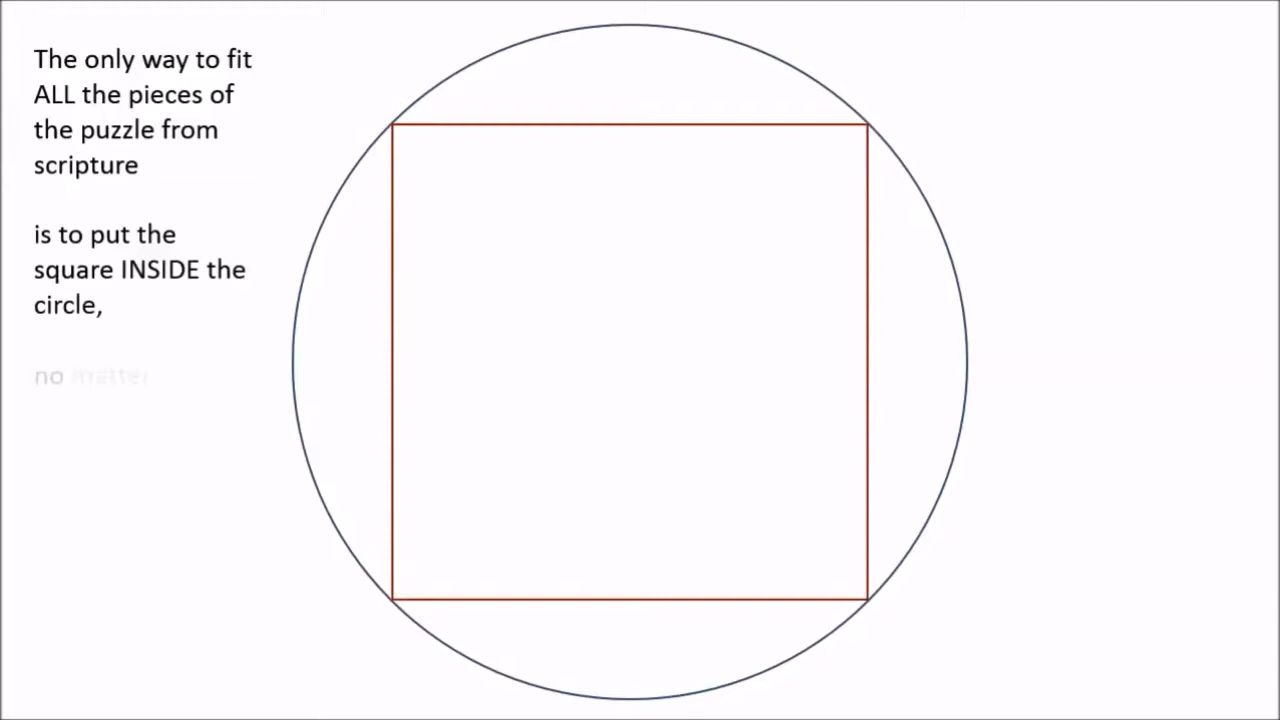 The only way to fit
ALL the pieces of
the puzzle from
scripture
is to put the
square INSIDE the
circle,
no matter